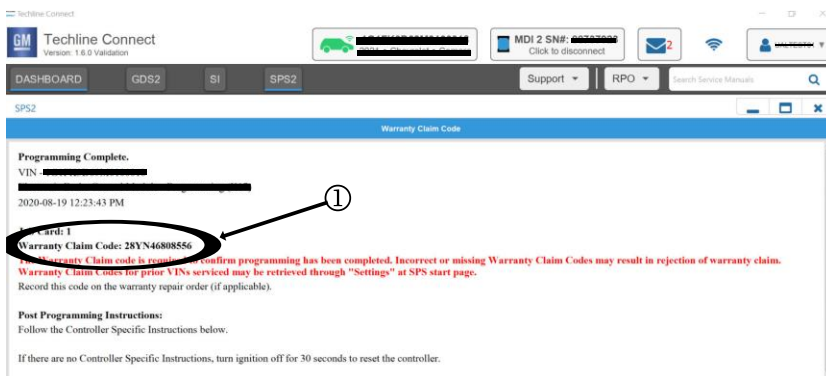 Techline Connect
GM
Techline Connect
Version: 1.6.0 Validation
MDI 2 SN#:
Click to disconnect
2
DASHBOARD GDS2 SI SPS2 Support RPO Search Service Manuals
SPS2
Warranty Claim Code
Programming Complete.
VIN -
2020-08-19 12:23:43 PM
①
Card: 1
Warranty Claim Code: 28YN46808556
The Warranty Claim code is required to confirm programming has been completed. Incorrect or missing Warranty Claim Codes may result in rejection of warranty claim.
Warranty Claim Codes for prior VINs serviced may be retrieved through "Settings" at SPS start page.
Record this code on the warranty repair order (if applicable).
Post Programming Instructions:
Follow the Controller Specific Instructions below.
If there are no Controller Specific Instructions, turn ignition off for 30 seconds to reset the controller.